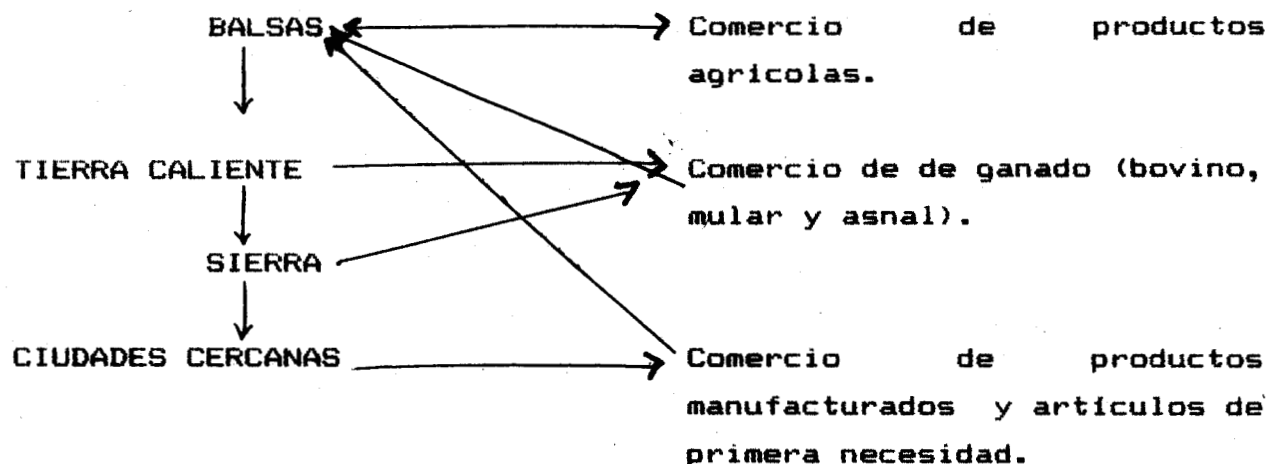 BALSAS Comercio de productos
agricolas.
TIERRA CALIENTE Comercio de de ganado (bovino,
mular y asnal).
SIERRA
CIUDADES CERCANAS Comercio de productos
manufacturados y artículos de
primera necesidad.